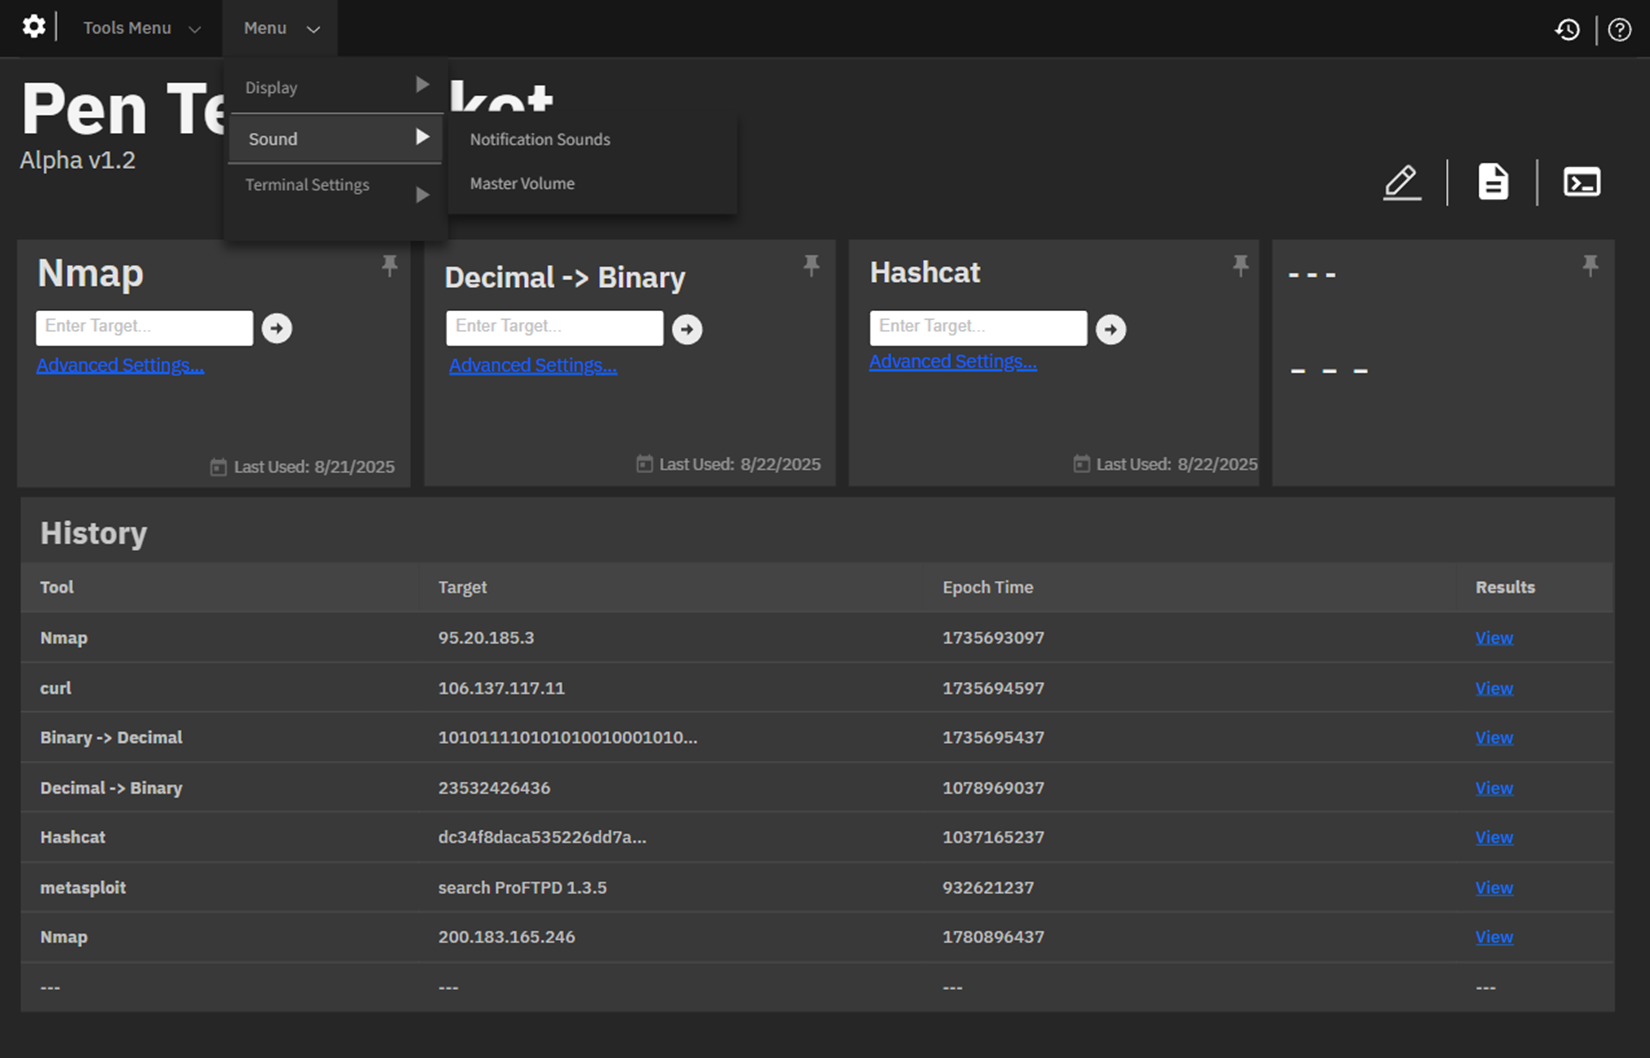 Tools Menu
Menu
Display
Pen Te
ket
Sound
Notification Sounds
Alpha v1.2
Terminal Settings
Master Volume
Nmap
Enter Target...
Advanced Settings...
Last Used: 8/21/2025
Decimal -> Binary
Enter Target...
Advanced Settings...
Last Used: 8/22/2025
Hashcat
Enter Target...
Advanced Settings...
Last Used: 8/22/2025
---
- - -
History
Tool Target Epoch Time Results
Nmap 95.20.185.3 1735693097 View
curl 106.137.117.11 1735694597 View
Binary -> Decimal 101011110101010010001010... 1735695437 View
Decimal -> Binary 23532426436 1078969037 View
Hashcat dc34f8daca535226dd7a... 1037165237 View
metasploit search ProFTPD 1.3.5 932621237 View
Nmap 200.183.165.246 1780896437 View
--- --- --- ---